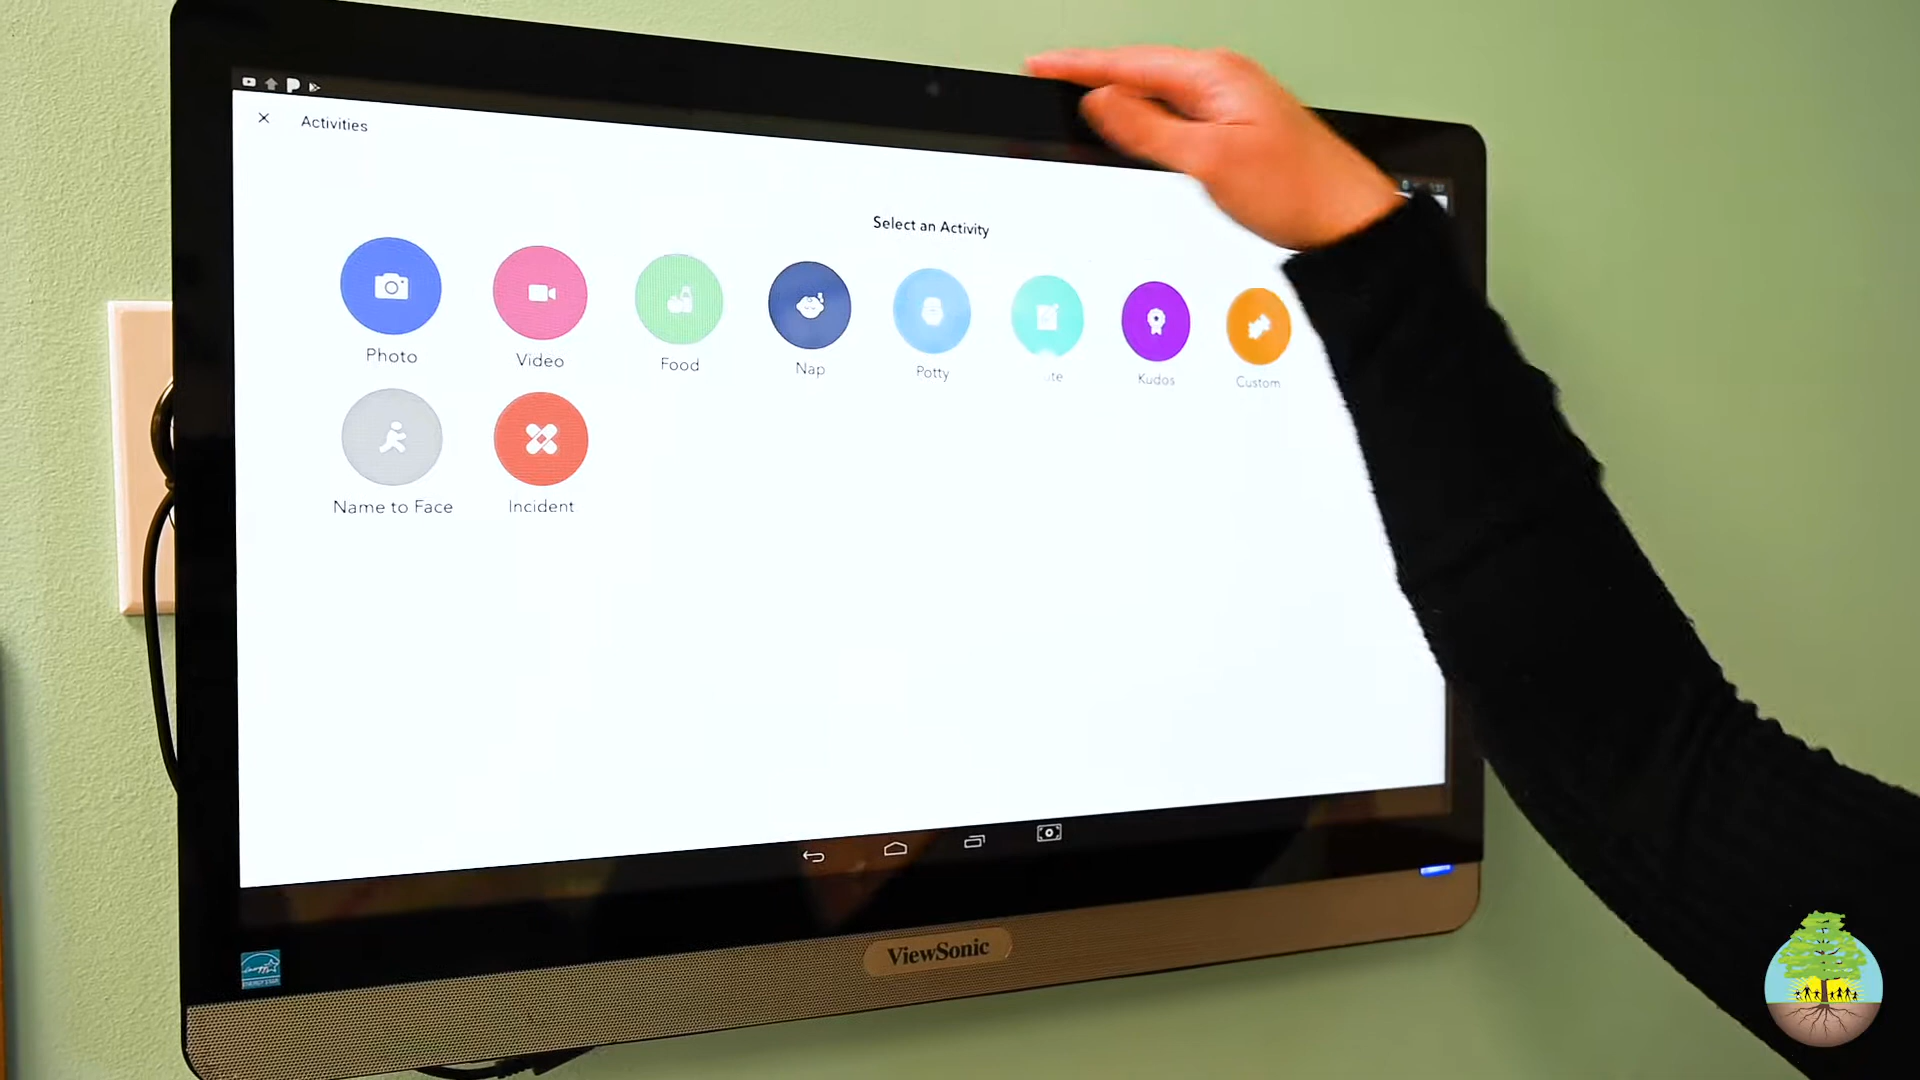 Activities
Select an Activity
Photo
Video
Food
Nap
Potty
Kudos
Custom
Name to Face
Incident
ViewSonic